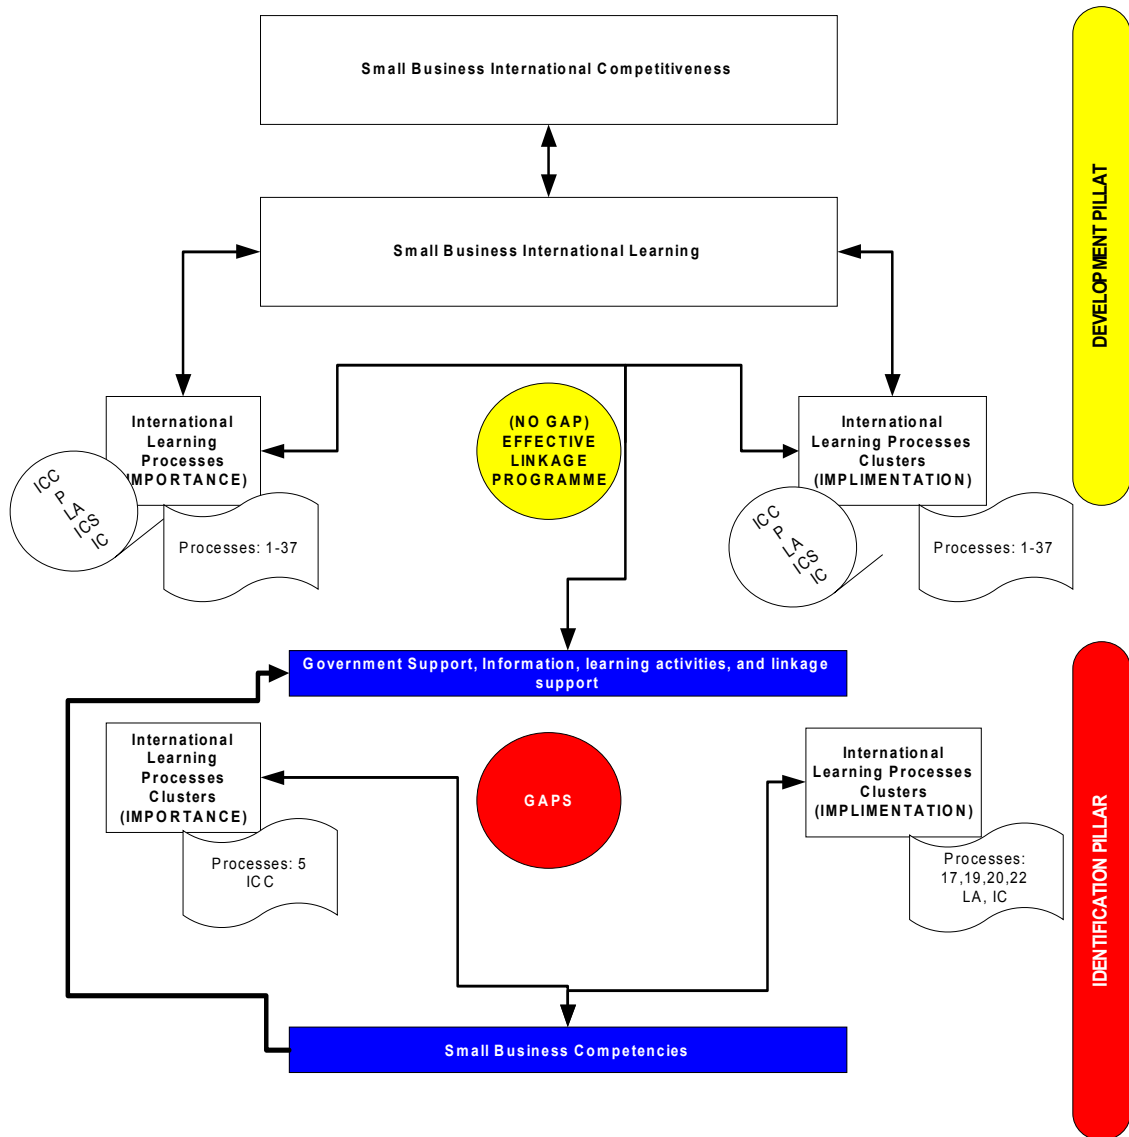 Small Business International Competitiveness
DEVELOPMENT PILLAT
Small Business International Learning
International
Learning
Processes
(IMPORTANCE)
ICC
P
LA
ICS
IC
Processes: 1-37
(NO GAP)
EFFECTIVE
LINKAGE
PROGRAMME
International
Learning Processes
Clusters
(IMPLIMENTATION)
ICC
P
LA
ICS
IC
Processes: 1-37
Government Support, Information, learning activities, and linkage
support
IDENTIFICATION PILLAR
International
Learning
Processes
Clusters
(IMPORTANCE)
Processes: 5
ICC
GAPS
International
Learning Processes
Clusters
(IMPLIMENTATION)
Processes:
17,19,20,22
LA, IC
Small Business Competencies